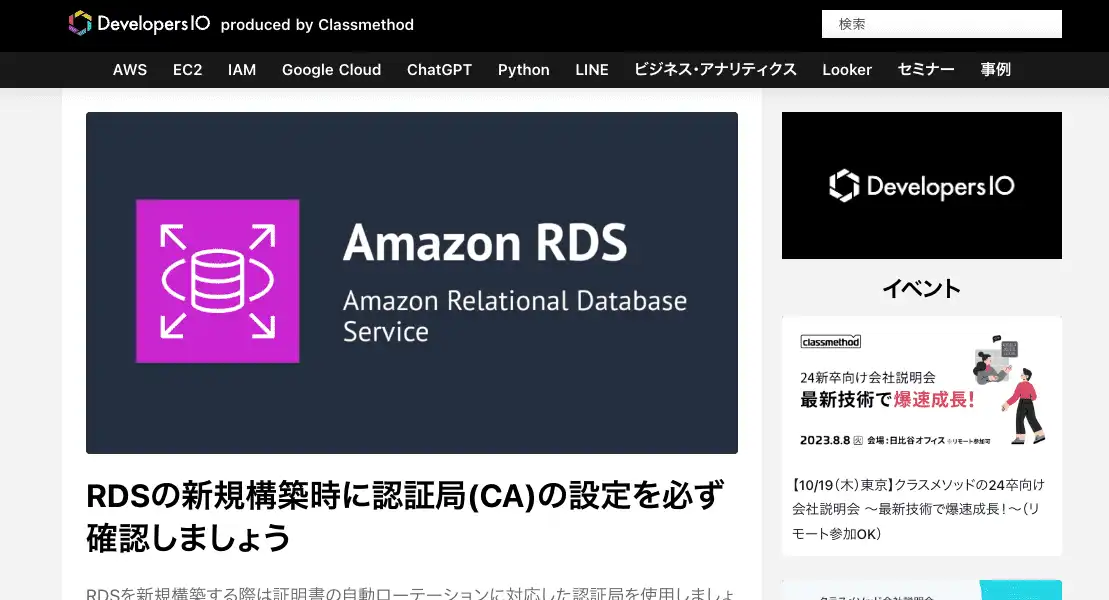 DevelopersIO produced by Classmethod
検索
AWS EC2 IAM Google Cloud ChatGPT Python LINE ビジネス・アナリティクス Looker セミナー 事例
Amazon RDS
Amazon Relational Database
Service
RDSの新規構築時に認証局(CA)の設定を必ず
確認しましょう
RDSを新規構築する際は証明書の自動ローテーションに対応した認証局を使用しましょ
DevelopersIO
イベント
classmethod
24新卒向け会社説明会
最新技術で爆速成長!
2023.8.8 火 会場:日比谷オフィス ※リモート参加可
【10/19(木)東京】クラスメソッドの24卒向け
会社説明会 〜最新技術で爆速成長!〜(リ
モート参加OK)